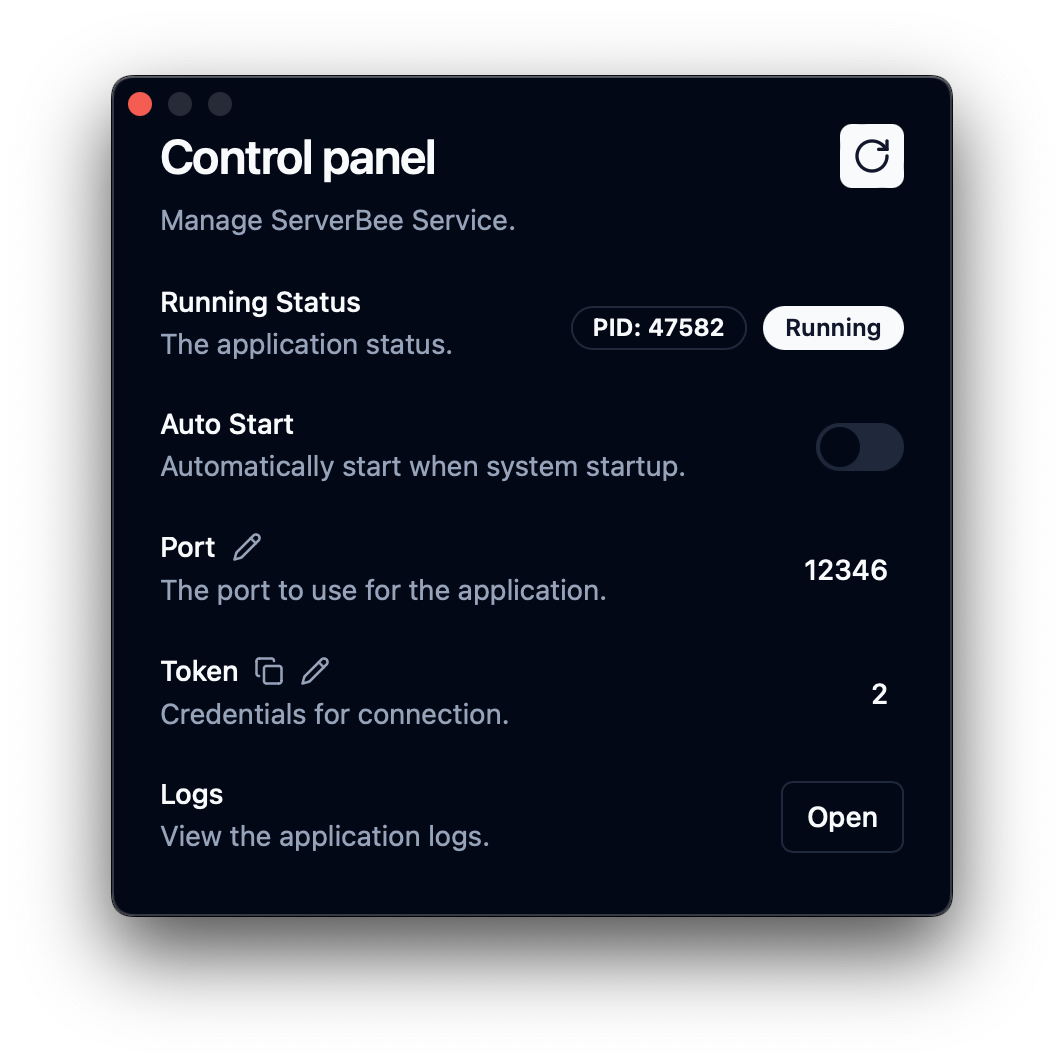 Control panel
Manage ServerBee Service.
Running Status
The application status.
PID: 47582
Running
Auto Start
Automatically start when system startup.
Port
The port to use for the application.
12346
Token
Credentials for connection.
2
Logs
View the application logs.
Open